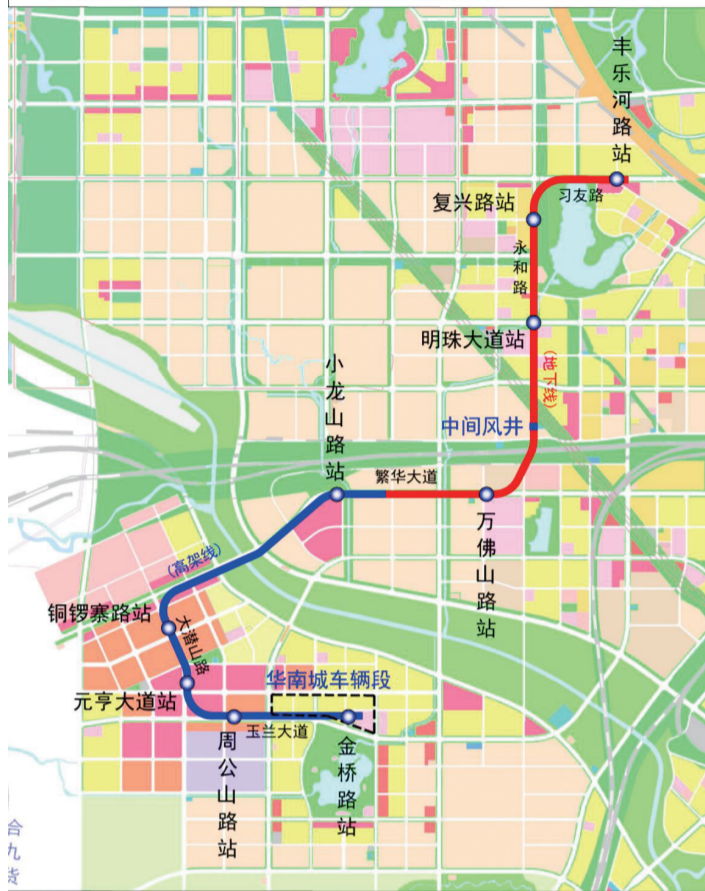 丰乐河路站
习友路
复兴路站
永和路
明珠大道站
(地下线)
小龙山路站
中间风井
繁华大道
万佛山路站
(高架线)
铜锣寨路站
大潜山路
华南城车辆段
元亨大道站
玉兰大道
周公山路站
金桥路站
合九货